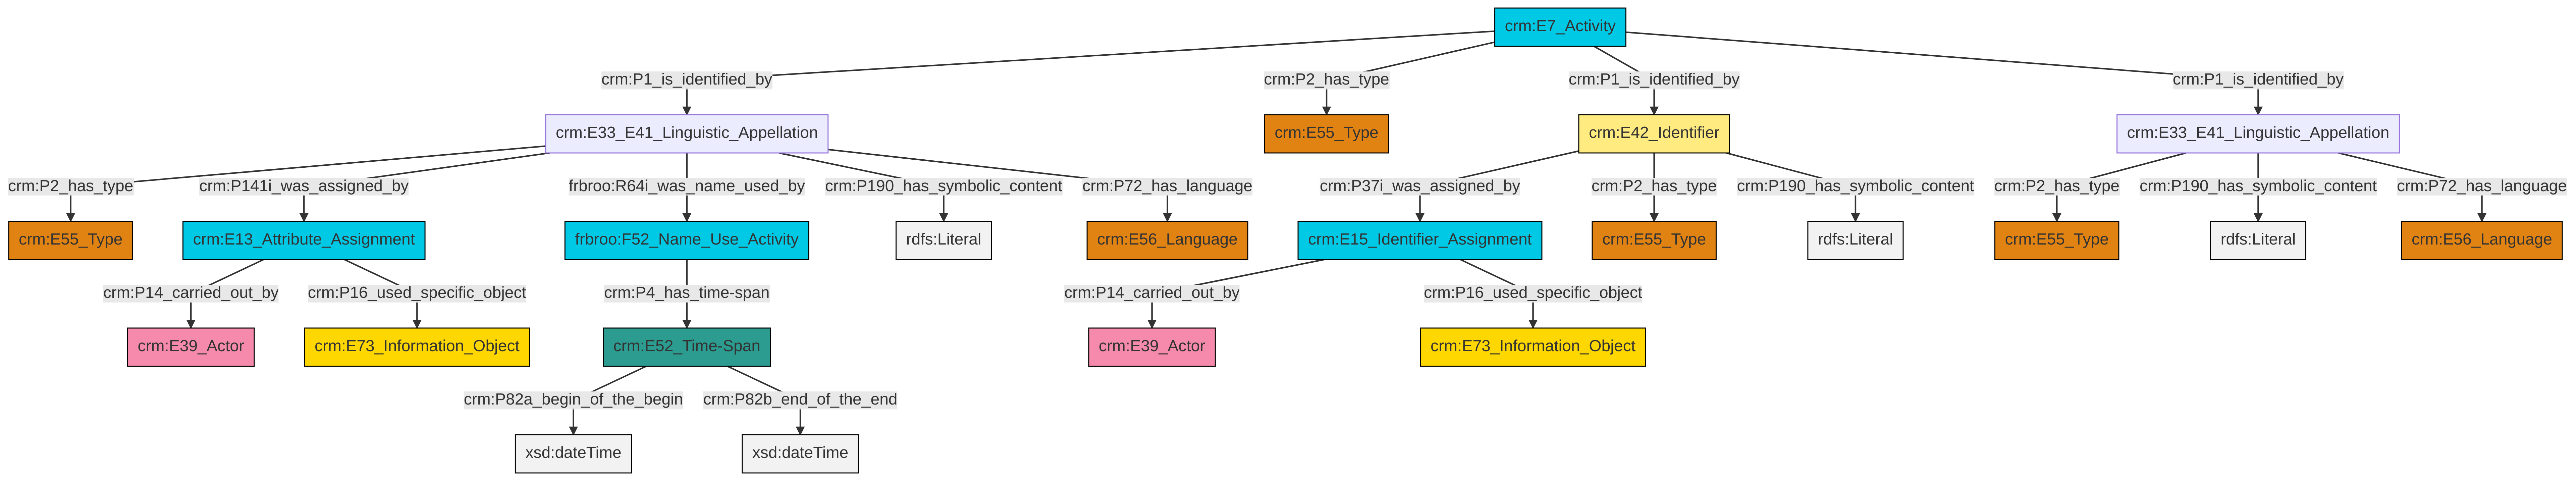 crm:E7_Activity
crm:P1_is_identified_by
crm:P2_has_type
crm:P1_is_identified_by
crm:P1_is_identified_by
crm:E33_E41_Linguistic_Appellation
crm:E55_Type
crm:E42_Identifier
crm:E33_E41_Linguistic_Appellation
crm:P2_has_type
crm:P141i_was_assigned_by
frbroo:R64i_was_name_used_by
crm:P190_has_symbolic_content
crm:P72_has_language
crm:P37i_was_assigned_by
crm:P2_has_type
crm:P190_has_symbolic_content
crm:P2_has_type
crm:P190_has_symbolic_content
crm:P72_has_language
crm:E55_Type
crm:E13_Attribute_Assignment
frbroo:F52_Name_Use_Activity
rdfs:Literal
crm:E56_Language
crm:E15_Identifier_Assignment
crm:E55_Type
rdfs:Literal
crm:E55_Type
rdfs:Literal
crm:E56_Language
crm:P14_carried_out_by
crm:P16_used_specific_object
crm:P4_has_time-span
crm:P14_carried_out_by
crm:P16_used_specific_object
crm:E39_Actor
crm:E73_Information_Object
crm:E52_Time-Span
crm:E39_Actor
crm:E73_Information_Object
crm:P82a_begin_of_the_begin
crm:P82b_end_of_the_end
xsd:dateTime
xsd:dateTime